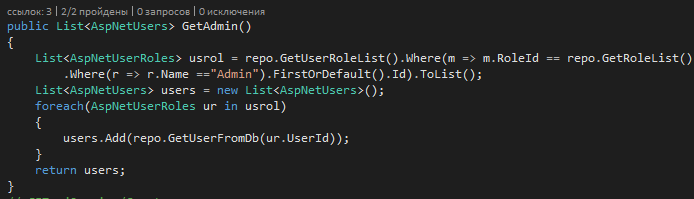 ссылок: 3 | 2/2 пройдены | 0 запросов | 0 исключения
public List<AspNetUsers> GetAdmin()
{
List<AspNetUserRoles> usrol = repo.GetUserRoleList().Where(m => m.RoleId == repo.GetRoleList()
.Where(r => r.Name =="Admin").FirstOrDefault().Id).ToList();
List<AspNetUsers> users = new List<AspNetUsers>();
foreach(AspNetUserRoles ur in usrol)
{
users.Add(repo.GetUserFromDb(ur.UserId));
}
return users;
}